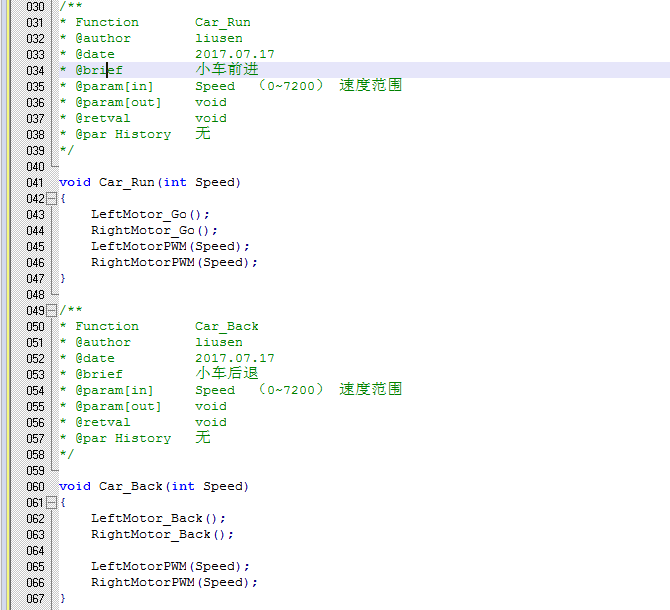 030 /**
031 * Function       Car_Run
032 * @author        liusen
033 * @date          2017.07.17
034 * @brief         小车前进
035 * @param[in]     Speed  （0~7200） 速度范围
036 * @param[out]    void
037 * @retval        void
038 * @par History   无
039 */
040
041 void Car_Run(int Speed)
042 {
043     LeftMotor_Go();
044     RightMotor_Go();
045     LeftMotorPWM(Speed);
046     RightMotorPWM(Speed);
047 }
048
049 /**
050 * Function       Car_Back
051 * @author        liusen
052 * @date          2017.07.17
053 * @brief         小车后退
054 * @param[in]     Speed  （0~7200） 速度范围
055 * @param[out]    void
056 * @retval        void
057 * @par History   无
058 */
059
060 void Car_Back(int Speed)
061 {
062     LeftMotor_Back();
063     RightMotor_Back();
064
065     LeftMotorPWM(Speed);
066     RightMotorPWM(Speed);
067 }